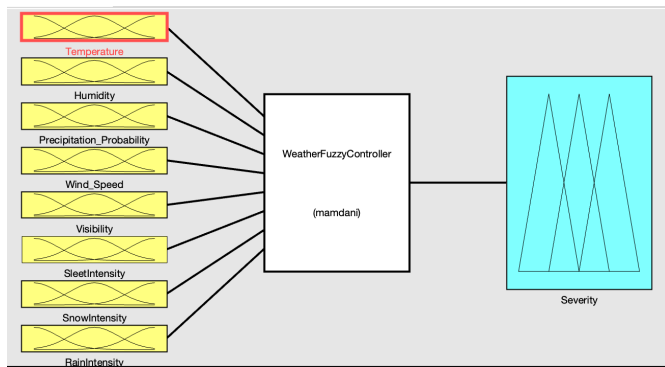 Temperature
Humidity
Precipitation_Probability
Wind_Speed
Visibility
SleetIntensity
SnowIntensity
RainIntensity
WeatherFuzzyController
(mamdani)
Severity